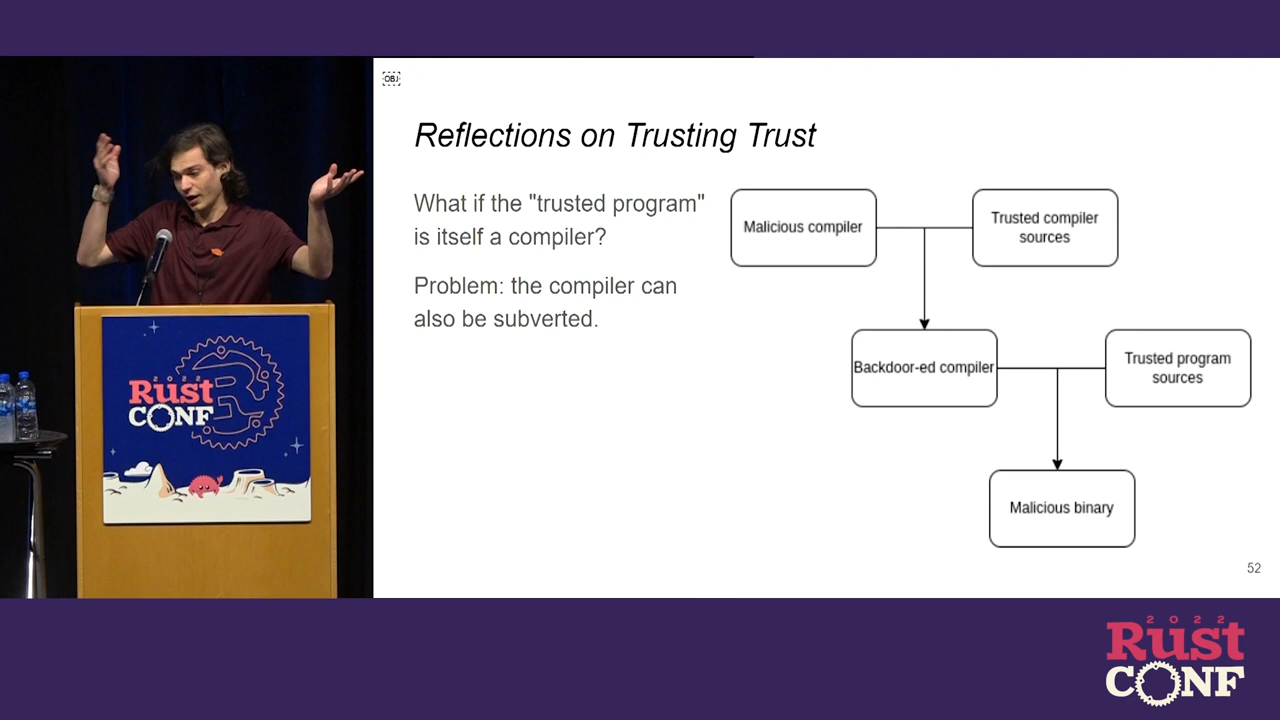 OBJ
Reflections on Trusting Trust
What if the "trusted program"
is itself a compiler?
Problem: the compiler can
also be subverted.
Malicious compiler
Trusted compiler
sources
Backdoor-ed compiler
Trusted program
sources
Malicious binary
52
2022
Rust
CONF
2022
Rust
CONF